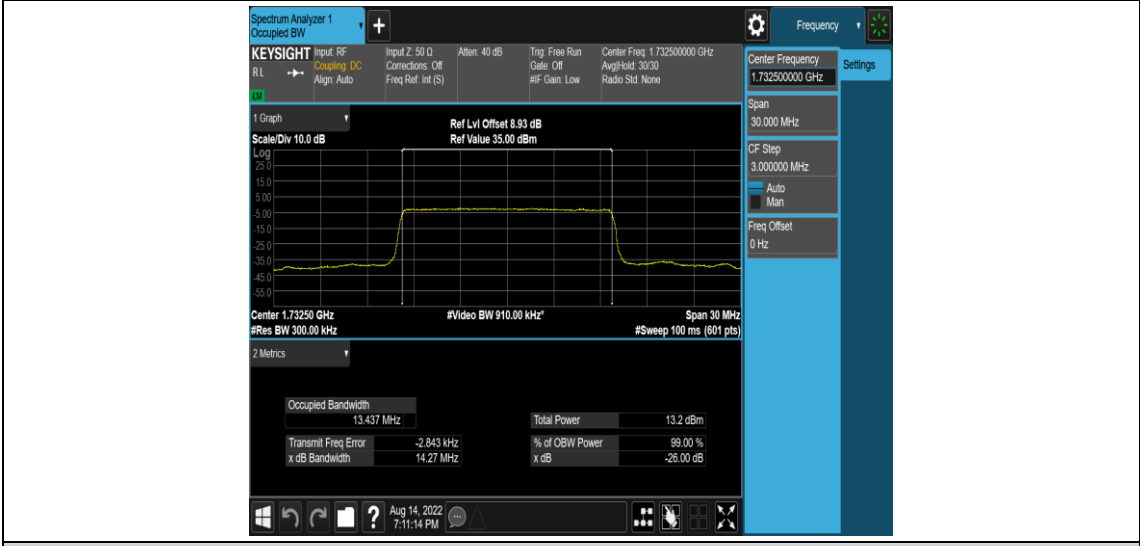 Spectrum Analyzer 1
Occupied BW
+
Frequency
KEYSIGHT
RL
Input: RF
Coupling: DC
Align: Auto
Input Z: 50 Ω
Corrections: Off
Freq Ref: Int (S)
Atten: 40 dB
Trig: Free Run
Gate: Off
#IF Gain: Low
Center Freq: 1.732500000 GHz
Avg|Hold: 30/30
Radio Std: None
Center Frequency
1.732500000 GHz
Settings
Span
30.000 MHz
CF Step
3.000000 MHz
Auto
Man
Freq Offset
0 Hz
1 Graph
Scale/Div 10.0 dB
Ref Lvl Offset 8.93 dB
Ref Value 35.00 dBm
Log
25.0
15.0
5.00
-5.00
-15.0
-25.0
-35.0
-45.0
-55.0
Center 1.73250 GHz
#Video BW 910.00 kHz*
Span 30 MHz
#Res BW 300.00 kHz
#Sweep 100 ms (601 pts)
2 Metrics
Occupied Bandwidth
13.437 MHz
Total Power 13.2 dBm
Transmit Freq Error -2.843 kHz
% of OBW Power 99.00 %
x dB Bandwidth 14.27 MHz
x dB -26.00 dB
?
Aug 14, 2022
7:11:14 PM